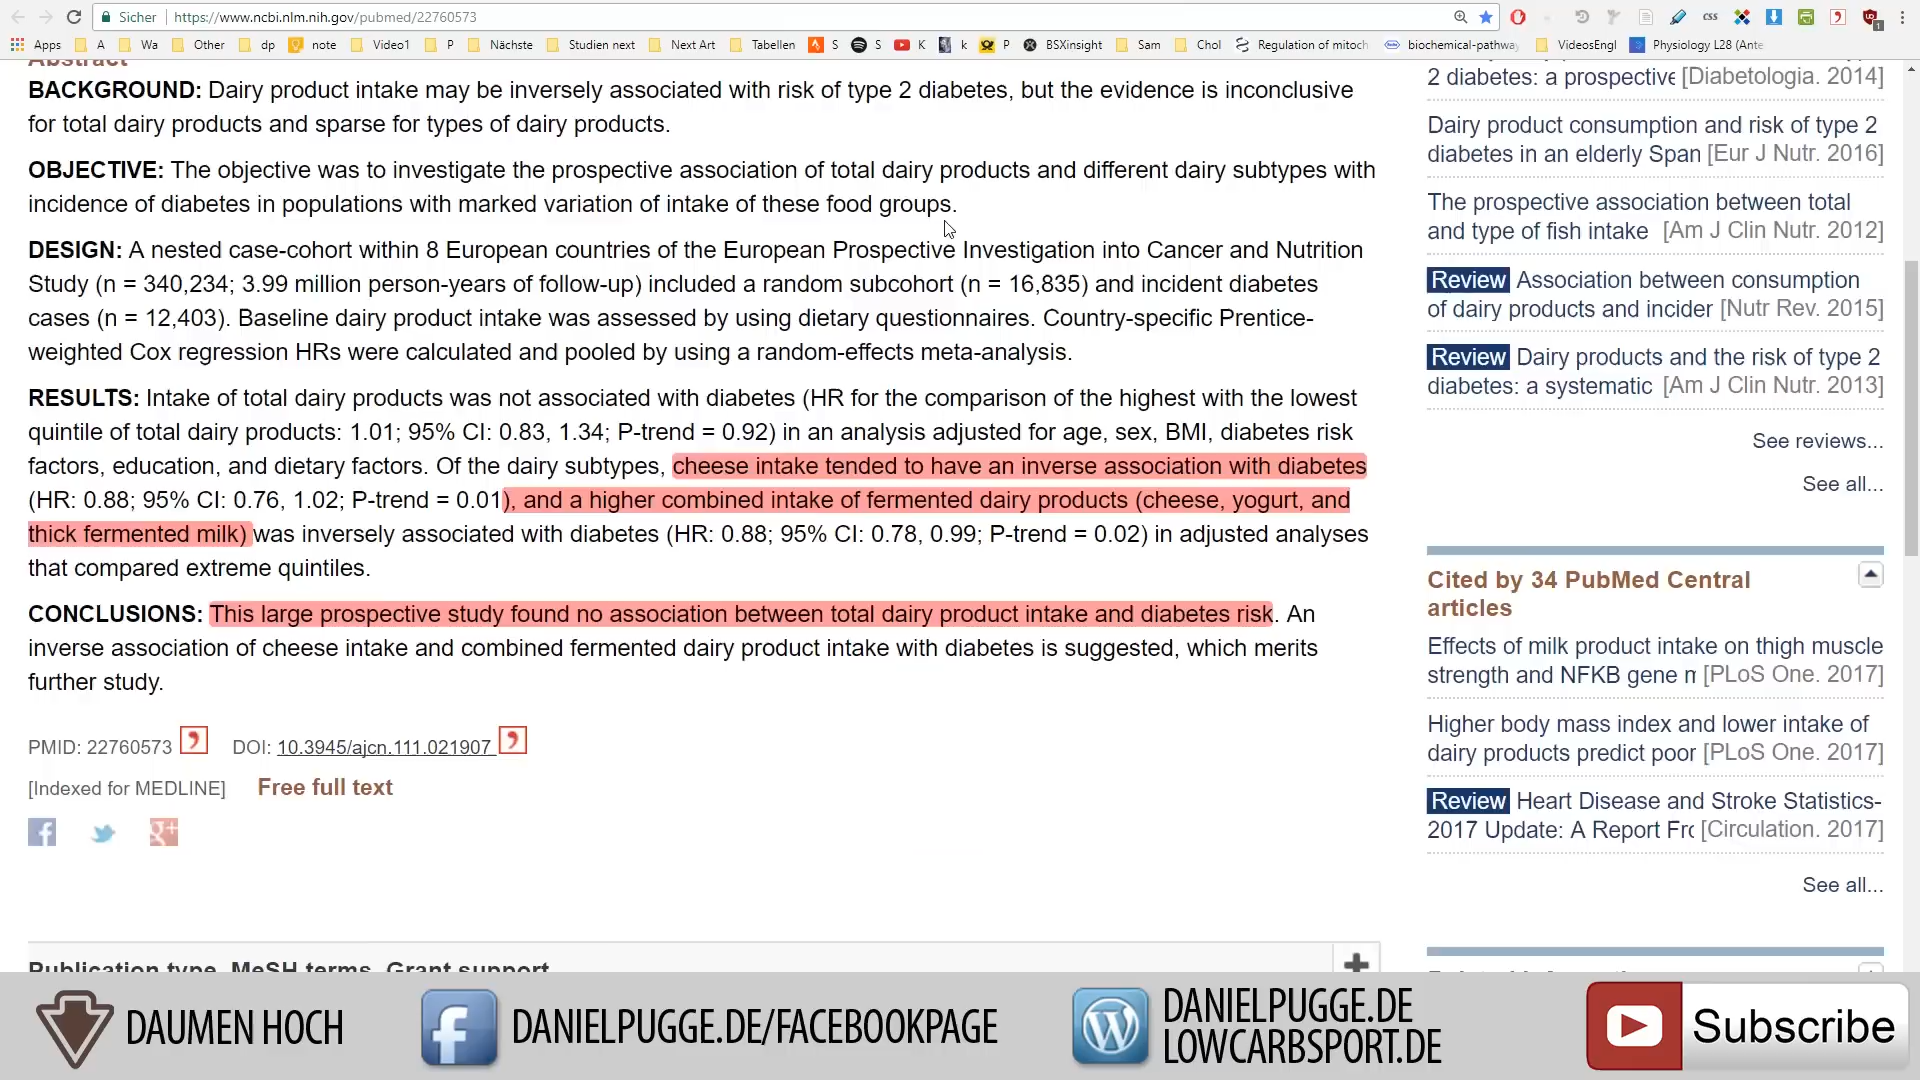 Sicher https://www.ncbi.nlm.nih.gov/pubmed/22760573
Apps A Wa Other dp note Video1 P Nächste Studien next Next Art Tabellen S S K k P BSXinsight Sam Chol Regulation of mitoch biochemical-pathway VideosEngl Physiology L28 (Ante
Abstract
BACKGROUND: Dairy product intake may be inversely associated with risk of type 2 diabetes, but the evidence is inconclusive
for total dairy products and sparse for types of dairy products.
OBJECTIVE: The objective was to investigate the prospective association of total dairy products and different dairy subtypes with
incidence of diabetes in populations with marked variation of intake of these food groups.
DESIGN: A nested case-cohort within 8 European countries of the European Prospective Investigation into Cancer and Nutrition
Study (n = 340,234; 3.99 million person-years of follow-up) included a random subcohort (n = 16,835) and incident diabetes
cases (n = 12,403). Baseline dairy product intake was assessed by using dietary questionnaires. Country-specific Prentice-
weighted Cox regression HRs were calculated and pooled by using a random-effects meta-analysis.
RESULTS: Intake of total dairy products was not associated with diabetes (HR for the comparison of the highest with the lowest
quintile of total dairy products: 1.01; 95% CI: 0.83, 1.34; P-trend = 0.92) in an analysis adjusted for age, sex, BMI, diabetes risk
factors, education, and dietary factors. Of the dairy subtypes, cheese intake tended to have an inverse association with diabetes
(HR: 0.88; 95% CI: 0.76, 1.02; P-trend = 0.01), and a higher combined intake of fermented dairy products (cheese, yogurt, and
thick fermented milk) was inversely associated with diabetes (HR: 0.88; 95% CI: 0.78, 0.99; P-trend = 0.02) in adjusted analyses
that compared extreme quintiles.
CONCLUSIONS: This large prospective study found no association between total dairy product intake and diabetes risk. An
inverse association of cheese intake and combined fermented dairy product intake with diabetes is suggested, which merits
further study.
PMID: 22760573 DOI: 10.3945/ajcn.111.021907
[Indexed for MEDLINE] Free full text
Publication type, MeSH terms, Grant support
2 diabetes: a prospective [Diabetologia. 2014]
Dairy product consumption and risk of type 2
diabetes in an elderly Span [Eur J Nutr. 2016]
The prospective association between total
and type of fish intake [Am J Clin Nutr. 2012]
Review Association between consumption
of dairy products and incider [Nutr Rev. 2015]
Review Dairy products and the risk of type 2
diabetes: a systematic [Am J Clin Nutr. 2013]
See reviews...
See all...
Cited by 34 PubMed Central
articles
Effects of milk product intake on thigh muscle
strength and NFKB gene m [PLoS One. 2017]
Higher body mass index and lower intake of
dairy products predict poor [PLoS One. 2017]
Review Heart Disease and Stroke Statistics-
2017 Update: A Report Frc [Circulation. 2017]
See all...
DAUMEN HOCH
DANIELPUGGE.DE/FACEBOOKPAGE
DANIELPUGGE.DE
LOWCARBSPORT.DE
Subscribe